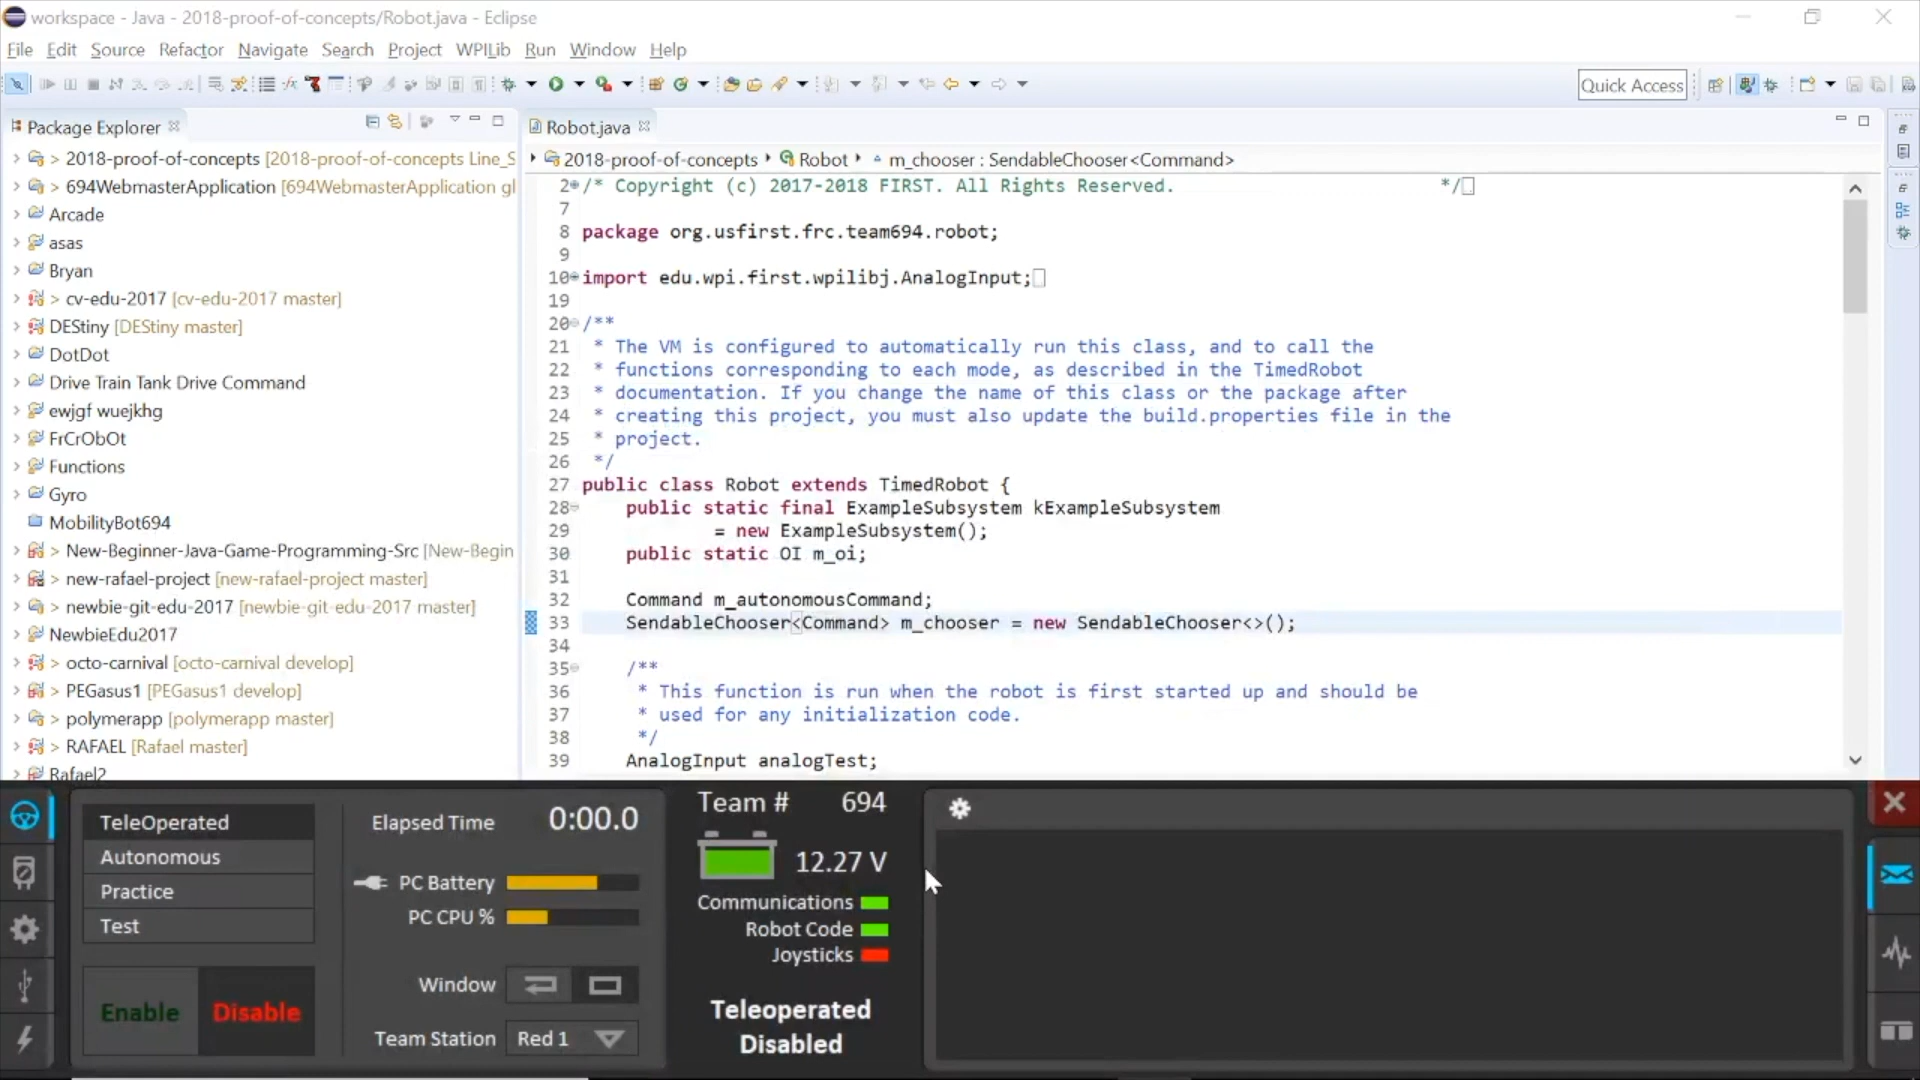 workspace - Java - 2018-proof-of-concepts/Robot.java - Eclipse
File Edit Source Refactor Navigate Search Project WPILib Run Window Help
Quick Access
Package Explorer
> 2018-proof-of-concepts [2018-proof-of-concepts Line_S
> 694WebmasterApplication [694WebmasterApplication gl
Arcade
asas
Bryan
> cv-edu-2017 [cv-edu-2017 master]
DEStiny [DEStiny master]
DotDot
Drive Train Tank Drive Command
ewjgf wuejkhg
FrCrObOt
Functions
Gyro
MobilityBot694
> New-Beginner-Java-Game-Programming-Src [New-Begin
> new-rafael-project [new-rafael-project master]
> newbie-git-edu-2017 [newbie-git-edu-2017 master]
NewbieEdu2017
> octo-carnival [octo-carnival develop]
> PEGasus1 [PEGasus1 develop]
> polymerapp [polymerapp master]
> RAFAEL [Rafael master]
Rafael2
Robot.java
2018-proof-of-concepts Robot m_chooser : SendableChooser<Command>
2 /* Copyright (c) 2017-2018 FIRST. All Rights Reserved. */
7
8 package org.usfirst.frc.team694.robot;
9
10 import edu.wpi.first.wpilibj.AnalogInput;
19
20 /**
21 * The VM is configured to automatically run this class, and to call the
22 * functions corresponding to each mode, as described in the TimedRobot
23 * documentation. If you change the name of this class or the package after
24 * creating this project, you must also update the build.properties file in the
25 * project.
26 */
27 public class Robot extends TimedRobot {
28 public static final ExampleSubsystem kExampleSubsystem
29 = new ExampleSubsystem();
30 public static OI m_oi;
31
32 Command m_autonomousCommand;
33 SendableChooser<Command> m_chooser = new SendableChooser<>();
34
35 /**
36 * This function is run when the robot is first started up and should be
37 * used for any initialization code.
38 */
39 AnalogInput analogTest;
TeleOperated
Autonomous
Practice
Test
Enable Disable
Elapsed Time 0:00.0
PC Battery
PC CPU %
Window
Team Station Red 1
Team # 694
12.27 V
Communications
Robot Code
Joysticks
Teleoperated
Disabled